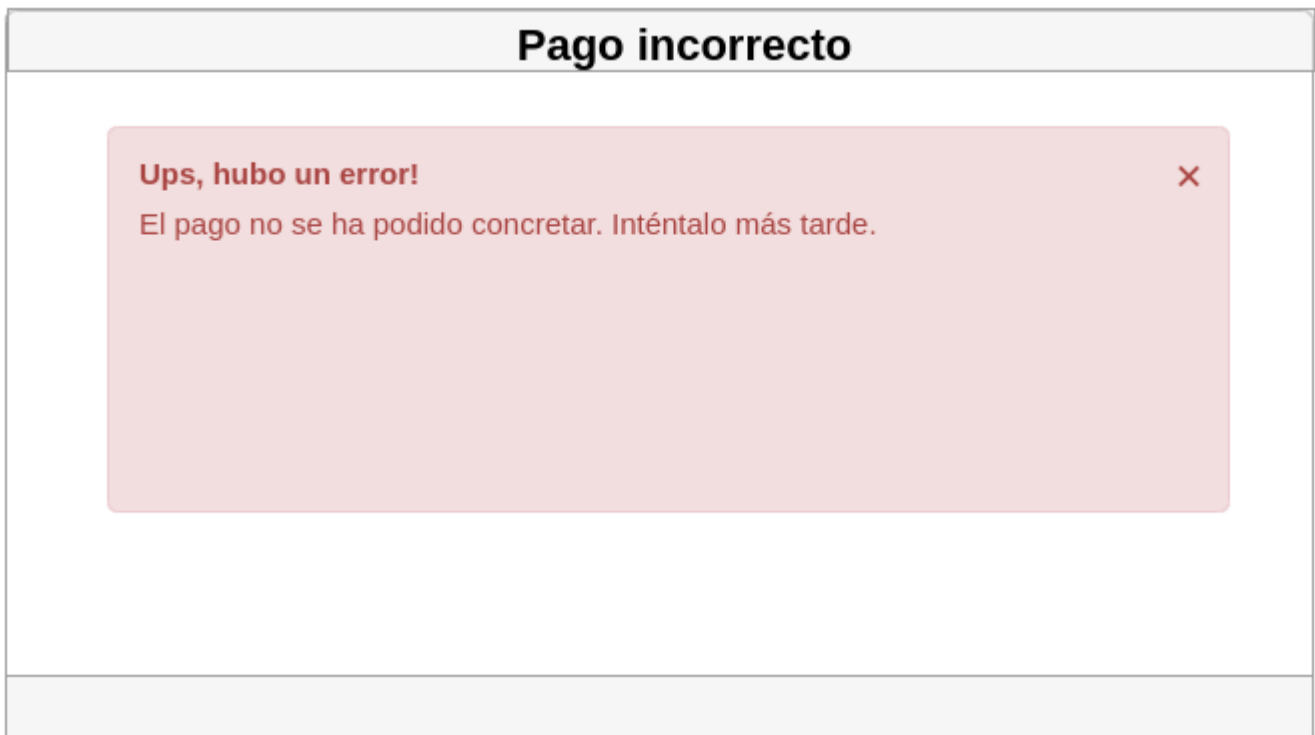 Pago incorrecto
Ups, hubo un error!
El pago no se ha podido concretar. Inténtalo más tarde.